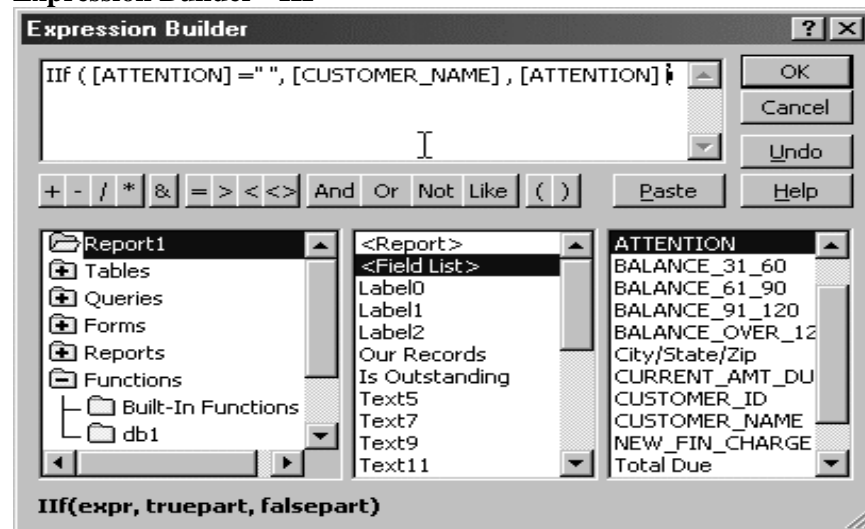 Expression Builder
? X
IIf ( [ATTENTION] =" ", [CUSTOMER_NAME] , [ATTENTION] )
OK
Cancel
Undo
+ - / * & = > < <> And Or Not Like ( ) Paste Help
Report1
Tables
Queries
Forms
Reports
Functions
Built-In Functions
db1
<Report>
<Field List>
Label0
Label1
Label2
Our Records
Is Outstanding
Text5
Text7
Text9
Text11
ATTENTION
BALANCE_31_60
BALANCE_61_90
BALANCE_91_120
BALANCE_OVER_12
City/State/Zip
CURRENT_AMT_DU
CUSTOMER_ID
CUSTOMER_NAME
NEW_FIN_CHARGE
Total Due
IIf(expr, truepart, falsepart)